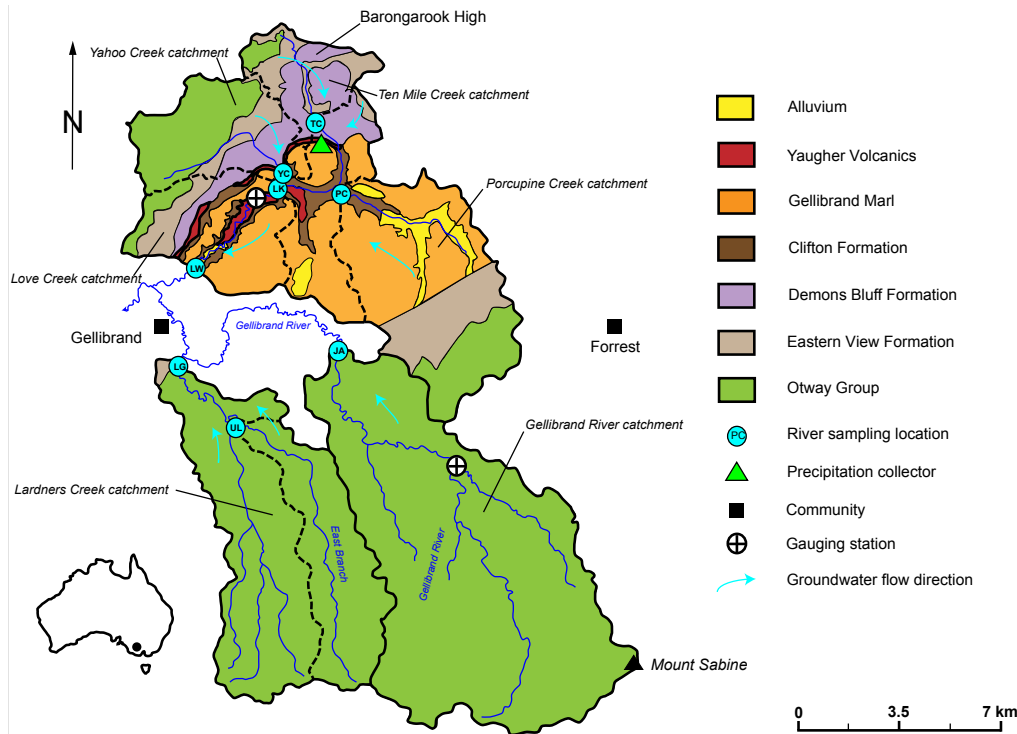 Barongarook High
Yahoo Creek catchment
Ten Mile Creek catchment
N
TC
YC
LK
PC
Porcupine Creek catchment
LW
Love Creek catchment
Gellibrand
Gellibrand River
Forrest
JA
LG
UL
Gellibrand River catchment
Lardners Creek catchment
East Branch
Gellibrand River
Mount Sabine
Alluvium
Yaugher Volcanics
Gellibrand Marl
Clifton Formation
Demons Bluff Formation
Eastern View Formation
Otway Group
PC
River sampling location
Precipitation collector
Community
Gauging station
Groundwater flow direction
0 3.5 7 km